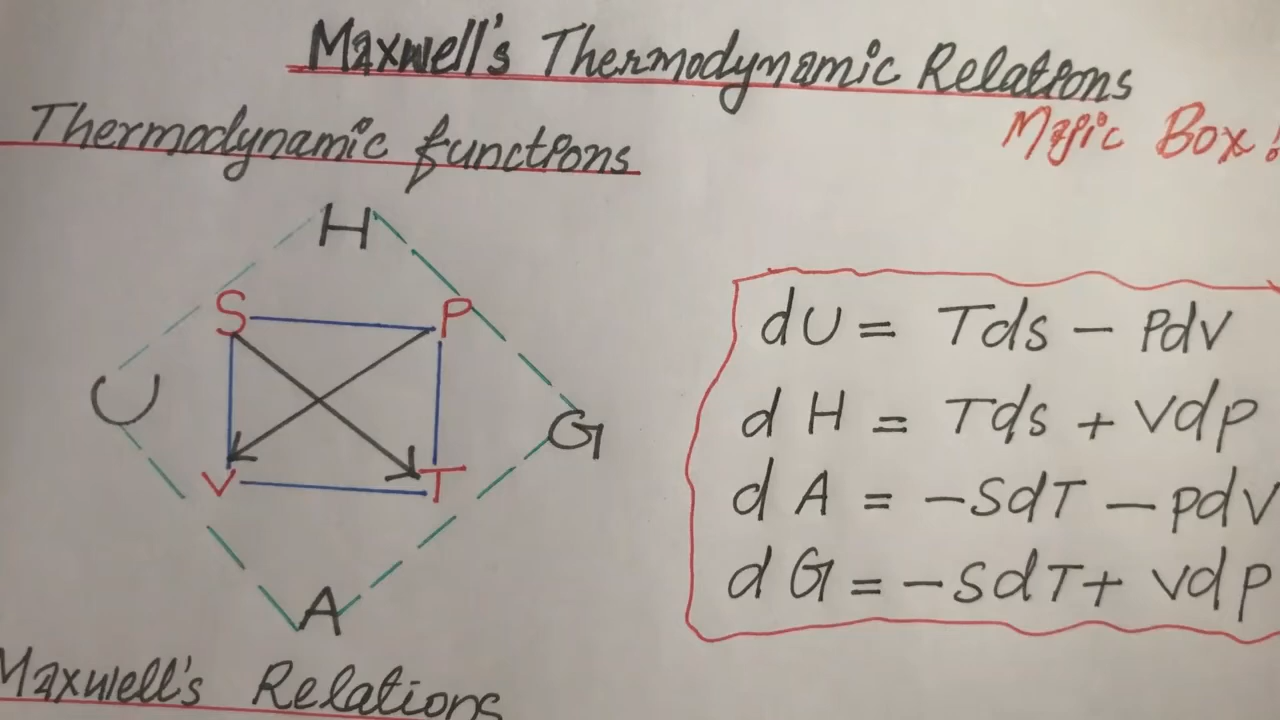 Maxwell's Thermodynamic Relations
Magic Box!
Thermodynamic functions
H
S P
U G
V T
A
dU = Tds - PdV
dH = Tds + Vdp
dA = -SdT - pdV
dG = -SdT + Vdp
Maxwell's Relations